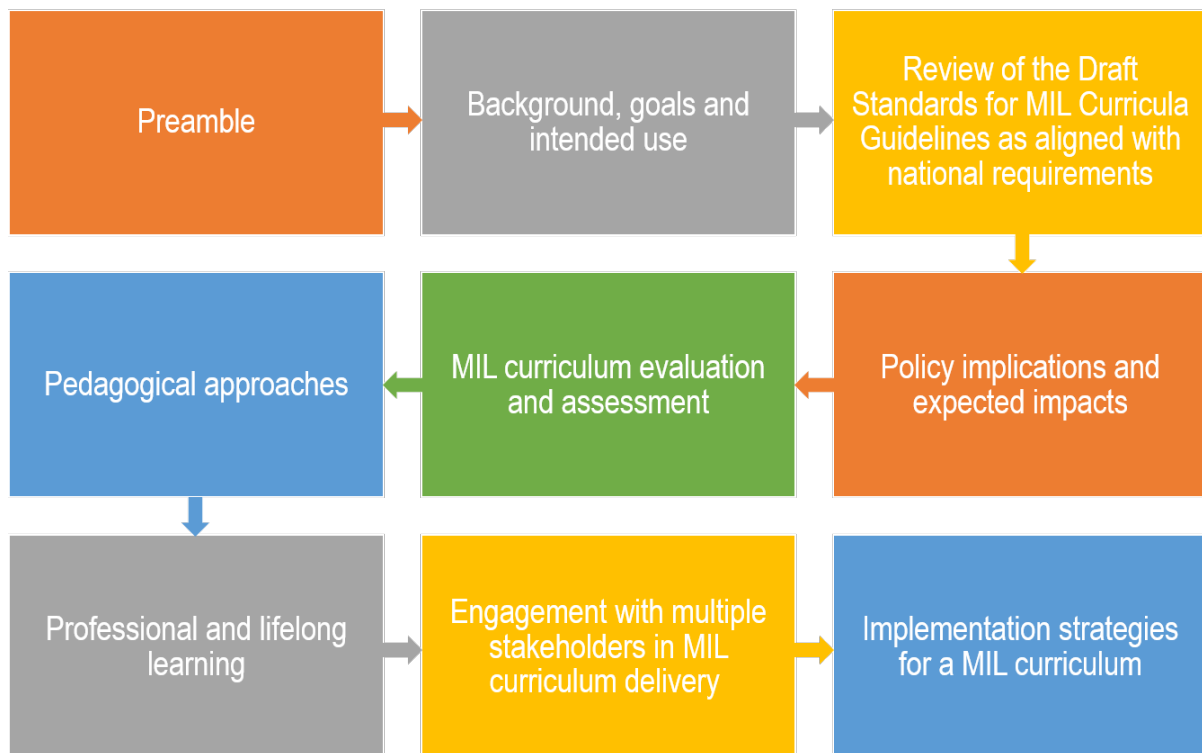 Preamble
Background, goals and
intended use
Review of the Draft
Standards for MIL Curricula
Guidelines as aligned with
national requirements
Policy implications and
expected impacts
MIL curriculum evaluation
and assessment
Pedagogical approaches
Professional and lifelong
learning
Engagement with multiple
stakeholders in MIL
curriculum delivery
Implementation strategies
for a MIL curriculum